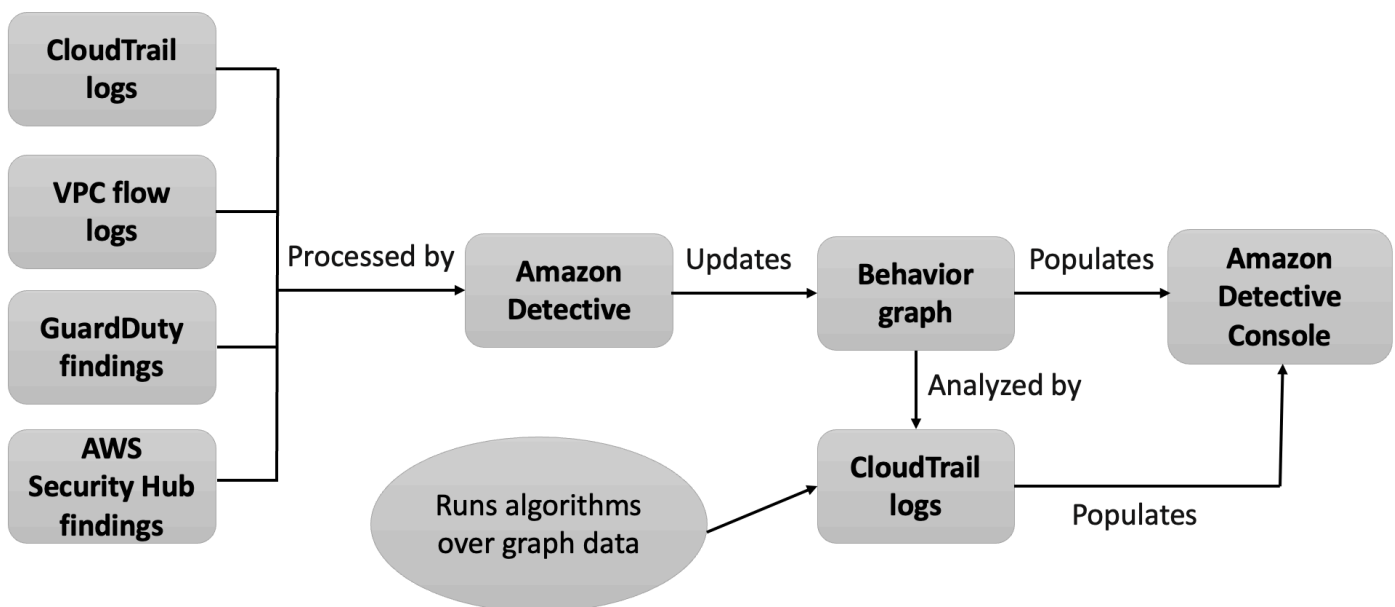 CloudTrail
logs
VPC flow
logs
GuardDuty
findings
AWS
Security Hub
findings
Processed by
Amazon
Detective
Updates
Behavior
graph
Populates
Amazon
Detective
Console
Analyzed by
CloudTrail
logs
Populates
Runs algorithms
over graph data